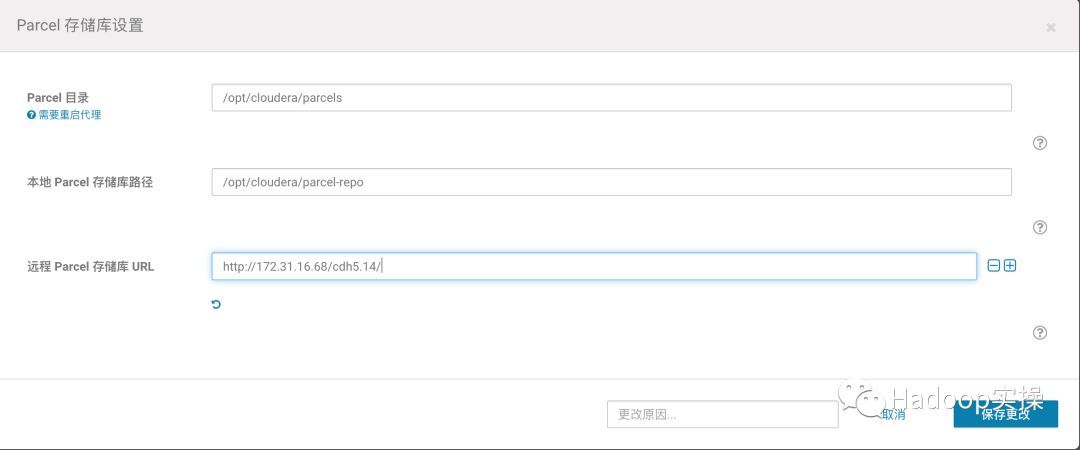 Parcel 存储库设置
Parcel 目录
/opt/cloudera/parcels
需要重启代理
本地 Parcel 存储库路径
/opt/cloudera/parcel-repo
远程 Parcel 存储库 URL
http://172.31.16.68/cdh5.14/
更改原因...
取消
保存更改
Hadoop实操